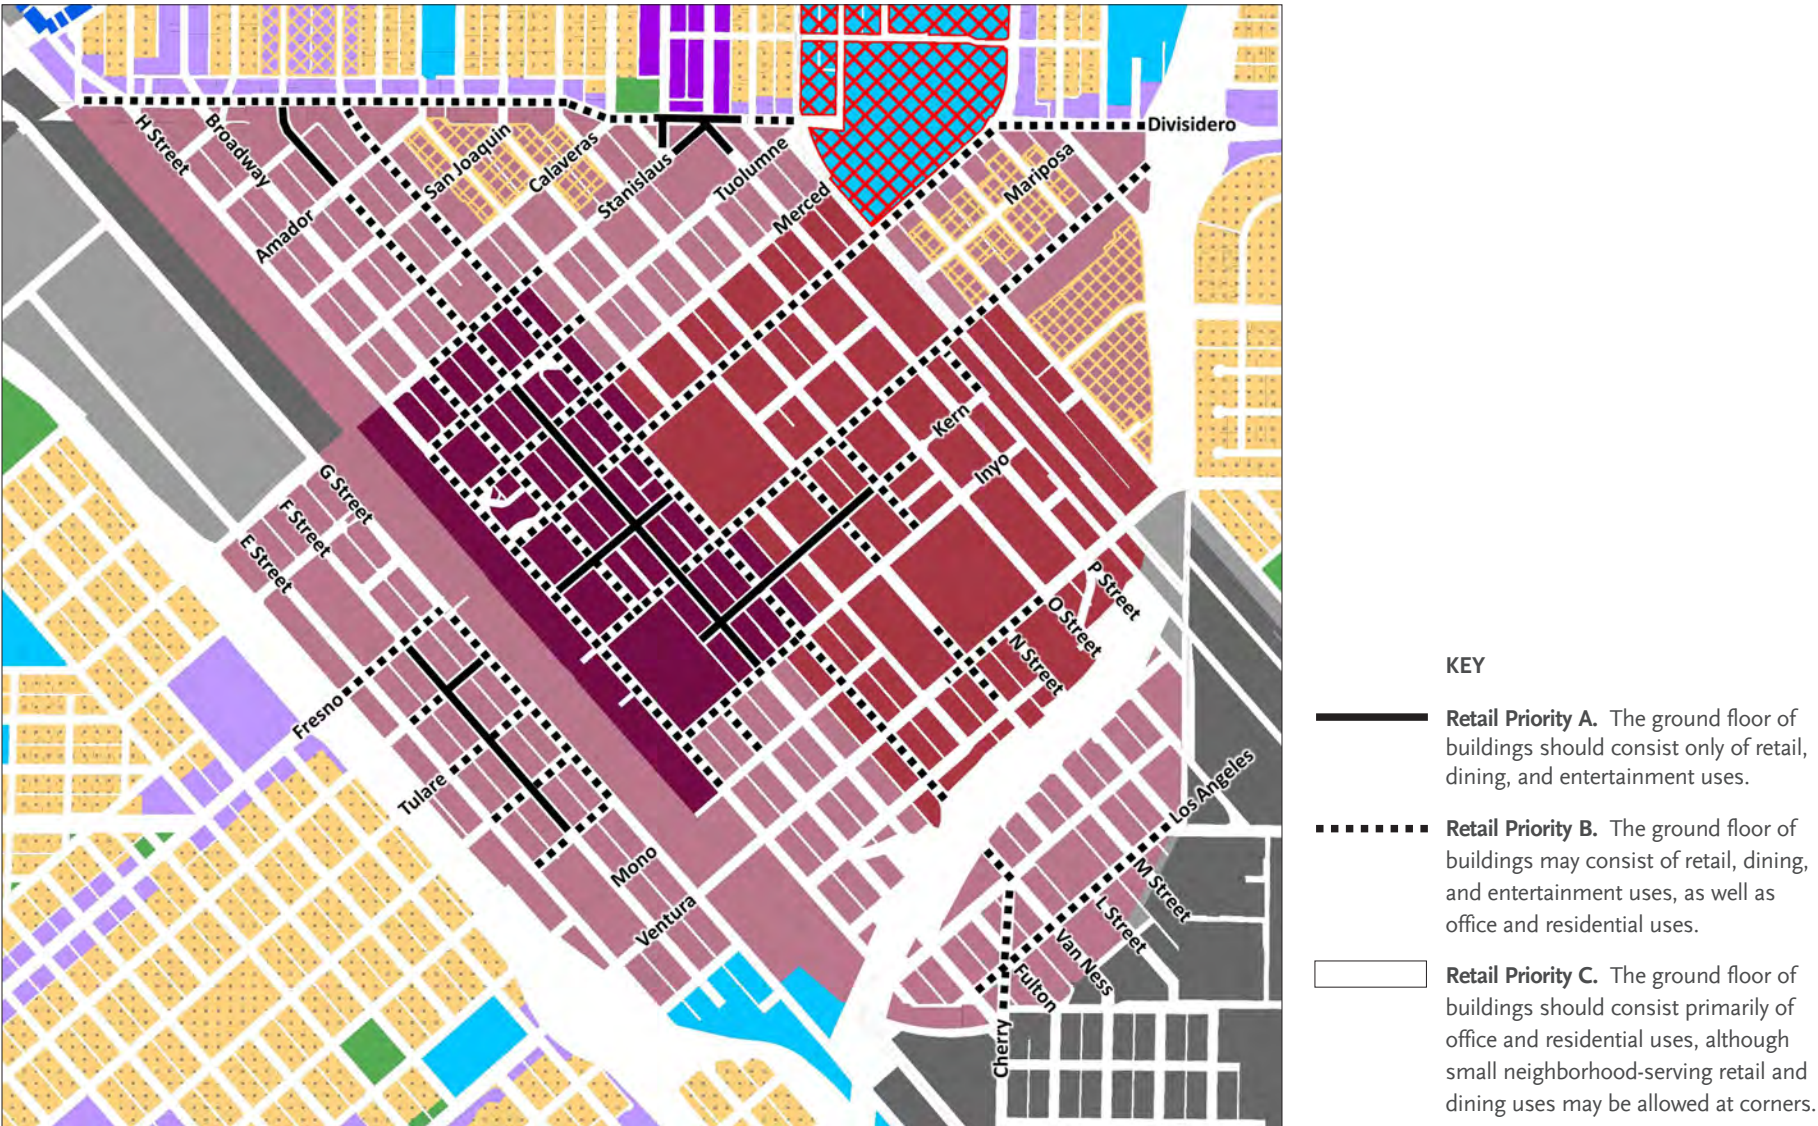 Divisidero
H Street
Broadway
San Joaquin
Calaveras
Stanislaus
Tuolumne
Mariposa
Merced
Amador
Kern
Inyo
G Street
F Street
E Street
P Street
O Street
N Street
Fresno
Tulare
Mono
Ventura
Los Angeles
M Street
L Street
Van Ness
Fulton
Cherry
KEY
Retail Priority A. The ground floor of
buildings should consist only of retail,
dining, and entertainment uses.
Retail Priority B. The ground floor of
buildings may consist of retail, dining,
and entertainment uses, as well as
office and residential uses.
Retail Priority C. The ground floor of
buildings should consist primarily of
office and residential uses, although
small neighborhood-serving retail and
dining uses may be allowed at corners.